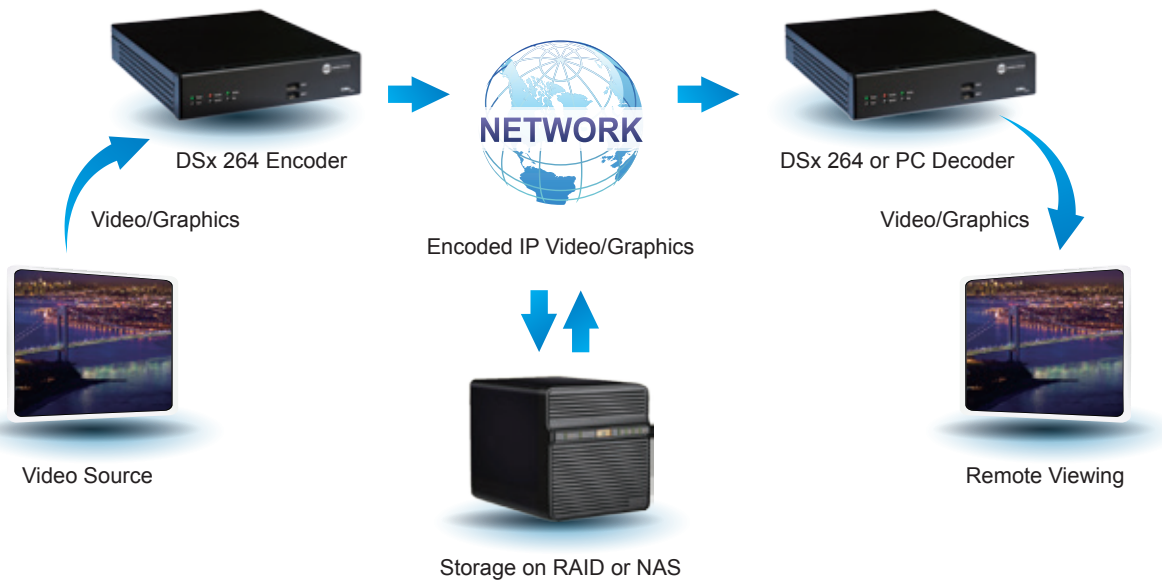 NETWORK
DSx 264 Encoder
DSx 264 or PC Decoder
Video/Graphics
Video/Graphics
Encoded IP Video/Graphics
Video Source
Remote Viewing
Storage on RAID or NAS